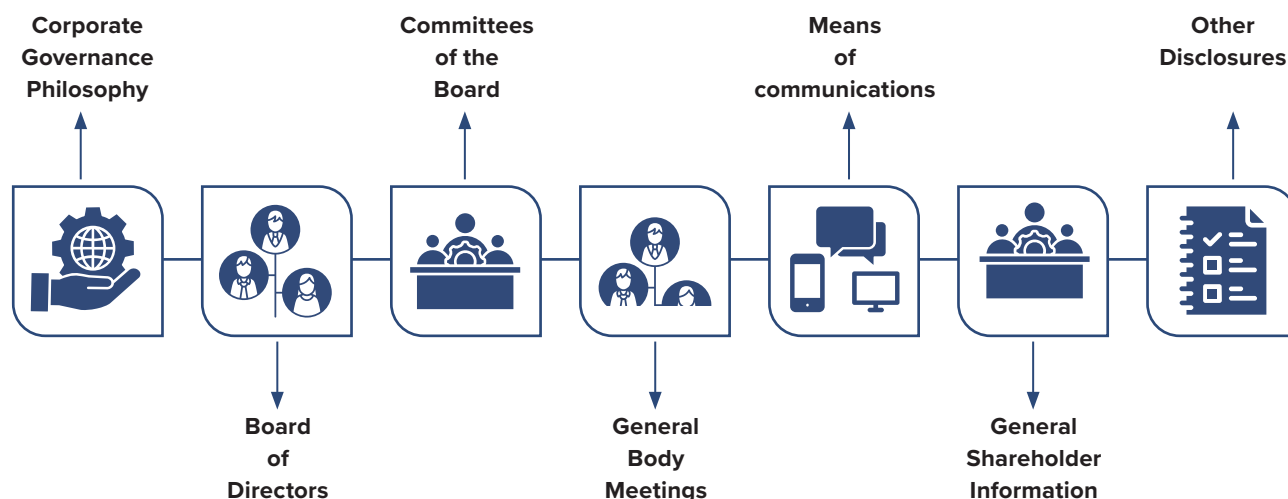 Corporate
Governance
Philosophy
Committees
of the
Board
Means
of
communications
Other
Disclosures
Board
of
Directors
General
Body
Meetings
General
Shareholder
Information